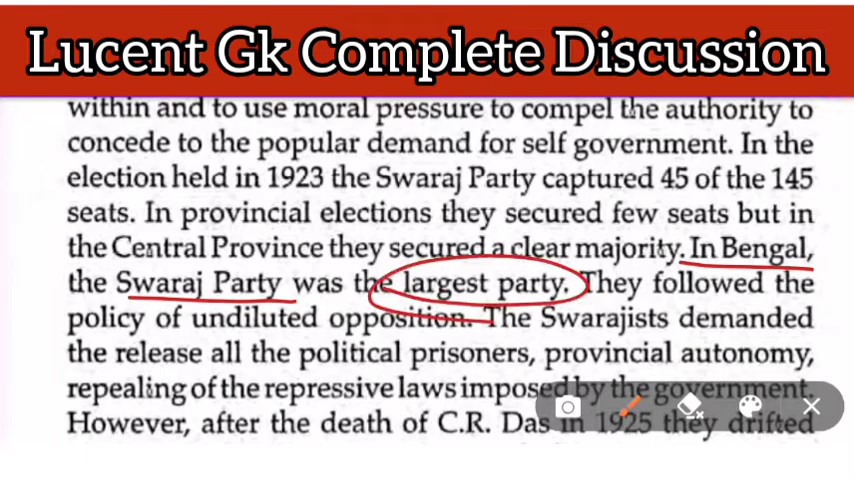 Lucent Gk Complete Discussion
within and to use moral pressure to compel the authority to
concede to the popular demand for self government. In the
election held in 1923 the Swaraj Party captured 45 of the 145
seats. In provincial elections they secured few seats but in
the Central Province they secured a clear majority. In Bengal,
the Swaraj Party was the largest party. They followed the
policy of undiluted opposition. The Swarajists demanded
the release all the political prisoners, provincial autonomy,
repealing of the repressive laws imposed by the government.
However, after the death of C.R. Das in 1925 they drifted